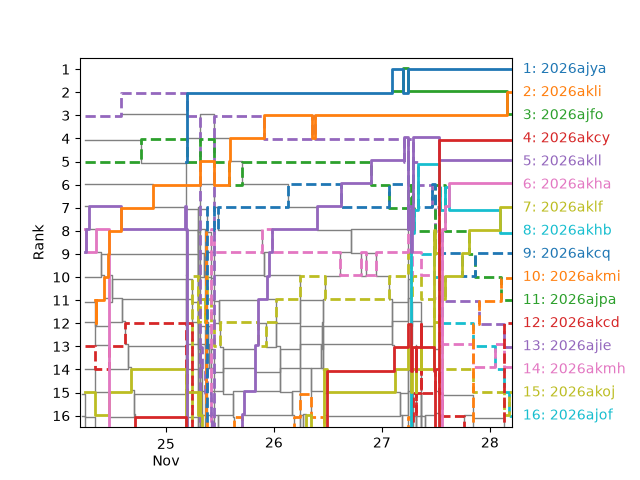 1
2
3
4
5
6
7
8
9
10
11
12
13
14
15
16
Rank
25
26
27
28
Nov
1: 2026ajya
2: 2026akli
3: 2026ajfo
4: 2026akcy
5: 2026akll
6: 2026akha
7: 2026aklf
8: 2026akhb
9: 2026akcq
10: 2026akmi
11: 2026ajpa
12: 2026akcd
13: 2026ajie
14: 2026akmh
15: 2026akoj
16: 2026ajof